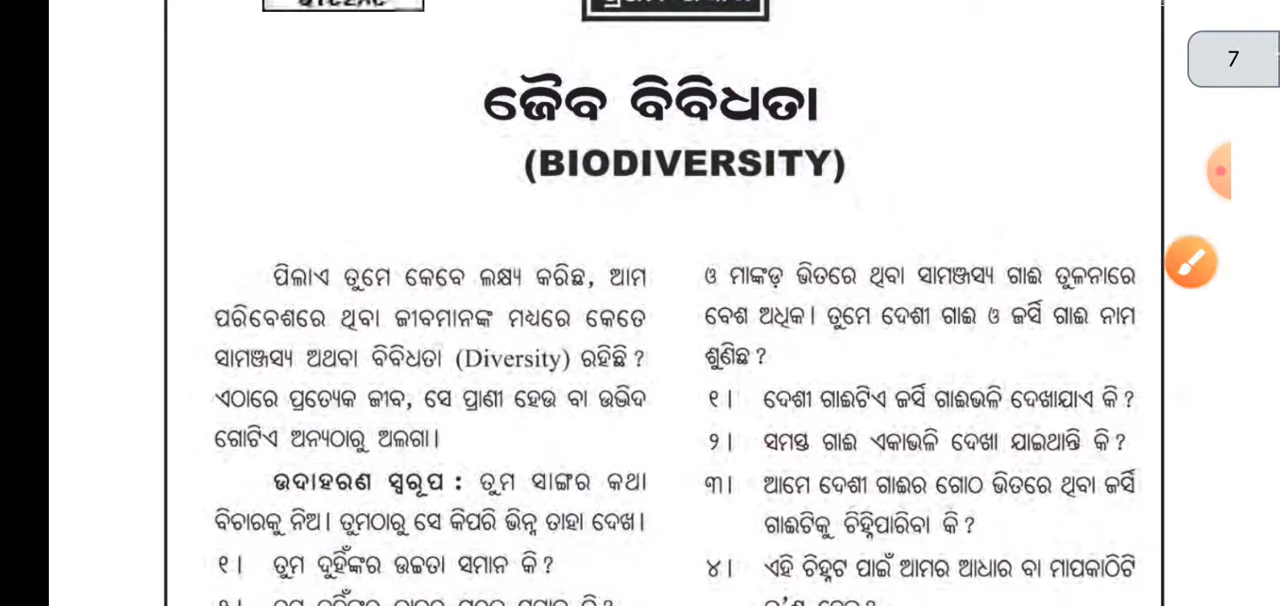 ଜୈବ ବିବିଧତା
(BIODIVERSITY)
7
ପିଲାଏ ତୁମେ କେବେ ଲକ୍ଷ୍ୟ କରିଛ, ଆମ
ପରିବେଶରେ ଥିବା ଜୀବମାନଙ୍କ ମଧ୍ୟରେ କେତେ
ସାମଞ୍ଜସ୍ୟ ଅଥବା ବିବିଧତା (Diversity) ରହିଛି ?
ଏଠାରେ ପ୍ରତ୍ୟେକ ଜୀବ, ସେ ପ୍ରାଣୀ ହେଉ ବା ଉଦ୍ଭିଦ
ଗୋଟିଏ ଅନ୍ୟଠାରୁ ଅଲଗା।
ଉଦାହରଣ ସ୍ୱରୂପ : ତୁମ ସାଙ୍ଗର କଥା
ବିଚାରକୁ ନିଅ। ତୁମଠାରୁ ସେ କିପରି ଭିନ୍ନ ତାହା ଦେଖ।
୧। ତୁମ ଦୁହିଁଙ୍କର ଉଚ୍ଚତା ସମାନ କି ?
ଓ ମାଙ୍କଡ଼ ଭିତରେ ଥିବା ସାମଞ୍ଜସ୍ୟ ଗାଈ ତୁଳନାରେ
ବେଶ ଅଧିକ। ତୁମେ ଦେଶୀ ଗାଈ ଓ ଜର୍ସି ଗାଈ ନାମ
ଶୁଣିଛ ?
୧। ଦେଶୀ ଗାଈଟିଏ ଜର୍ସି ଗାଈଭଳି ଦେଖାଯାଏ କି ?
୨। ସମସ୍ତ ଗାଈ ଏକାଭଳି ଦେଖା ଯାଇଥାନ୍ତି କି ?
୩। ଆମେ ଦେଶୀ ଗାଈର ଗୋଠ ଭିତରେ ଥିବା ଜର୍ସି
ଗାଈଟିକୁ ଚିହ୍ନିପାରିବା କି ?
୪। ଏହି ଚିହ୍ନଟ ପାଇଁ ଆମର ଆଧାର ବା ମାପକାଠିଟି